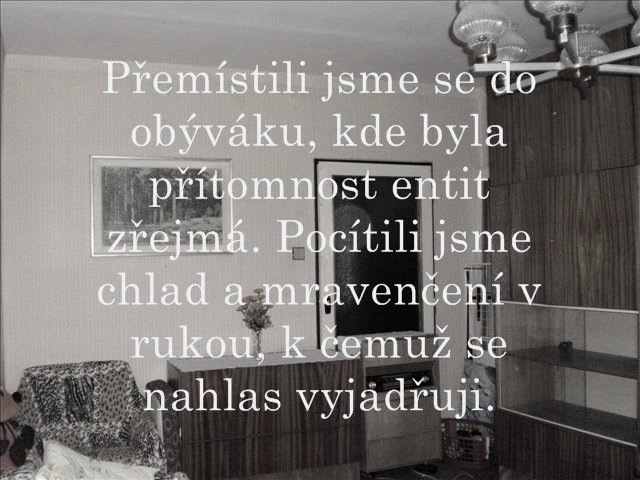 Přemístili jsme se do
obýváku, kde byla
přítomnost entit
zřejmá. Pocítili jsme
chlad a mravenčení v
rukou, k čemuž se
nahlas vyjadřuji.